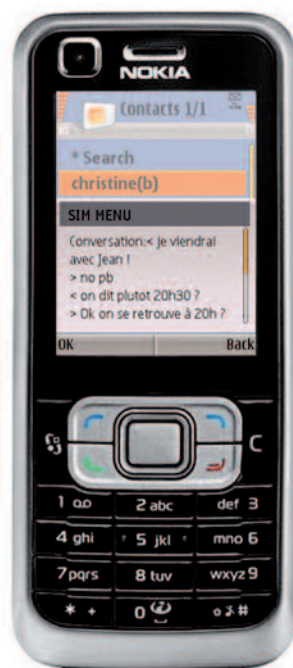 NOKIA
Contacts 1/1
* Search
christine(b)
SIM MENU
Conversation:< je viendrai
avec Jean !
> no pb.
< on dit plutot 20h30 ?
> Ok on se retrouve à 20h ?
OK Back
C
1 2 abc def 3
4 ghi 5 jkl mno 6
7 pqrs 8 tuv wxyz 9
* + 0 #